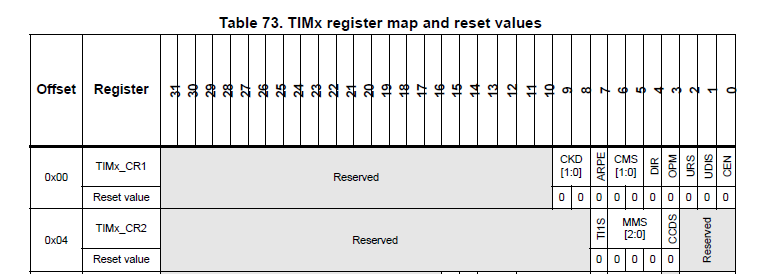 Table 73. TIMx register map and reset values
Offset Register 31 30 29 28 27 26 25 24 23 22 21 20 19 18 17 16 15 14 13 12 11 10 9 8 7 6 5 4 3 2 1 0
0x00 TIMx_CR1 Reserved CKD [1:0] ARPE CMS [1:0] DIR OPM URS UDIS CEN
Reset value 0 0 0 0 0 0 0 0 0 0
0x04 TIMx_CR2 Reserved TI1S MMS [2:0] CCDS Reserved
Reset value 0 0 0 0 0